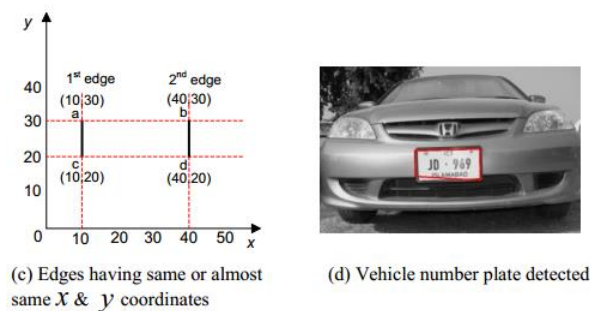 y
1st edge
2nd edge
40
(10,30)
(40,30)
a
b
30
20
c
d
(10,20)
(40,20)
10
0
10
20
30
40
50
x
JD - 969
ISLAMABAD
(c) Edges having same or almost
same x & y coordinates
(d) Vehicle number plate detected